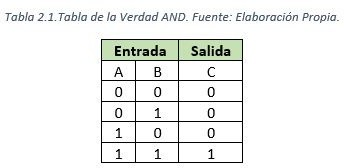 Tabla 2.1.Tabla de la Verdad AND. Fuente: Elaboración Propia.
Entrada Salida
A B C
0 0 0
0 1 0
1 0 0
1 1 1